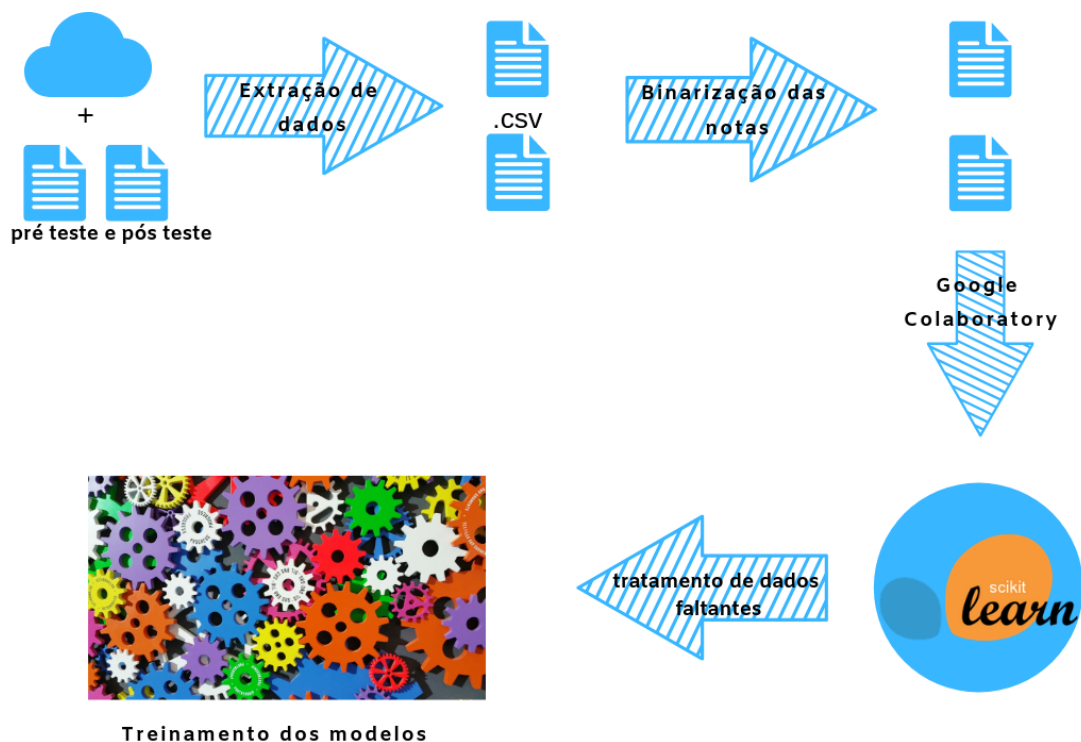 +
pré teste e pós teste
Extração de
dados
.CSV
Binarização das
notas
Google
Colaboratory
scikit
learn
tratamento de dados
faltantes
Treinamento dos modelos